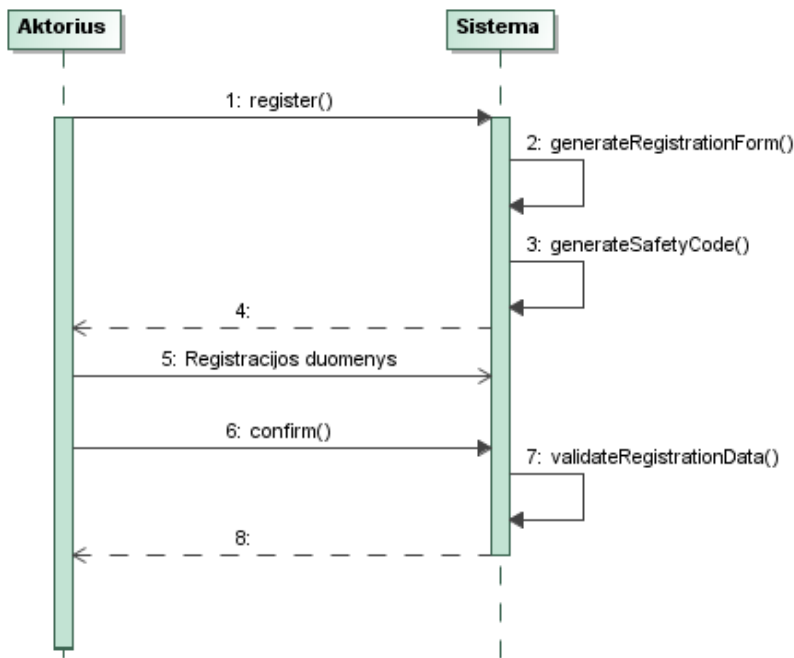 Aktorius
Sistema
1: register()
2: generateRegistrationForm()
3: generateSafetyCode()
4:
5: Registracijos duomenys
6: confirm()
7: validateRegistrationData()
8: